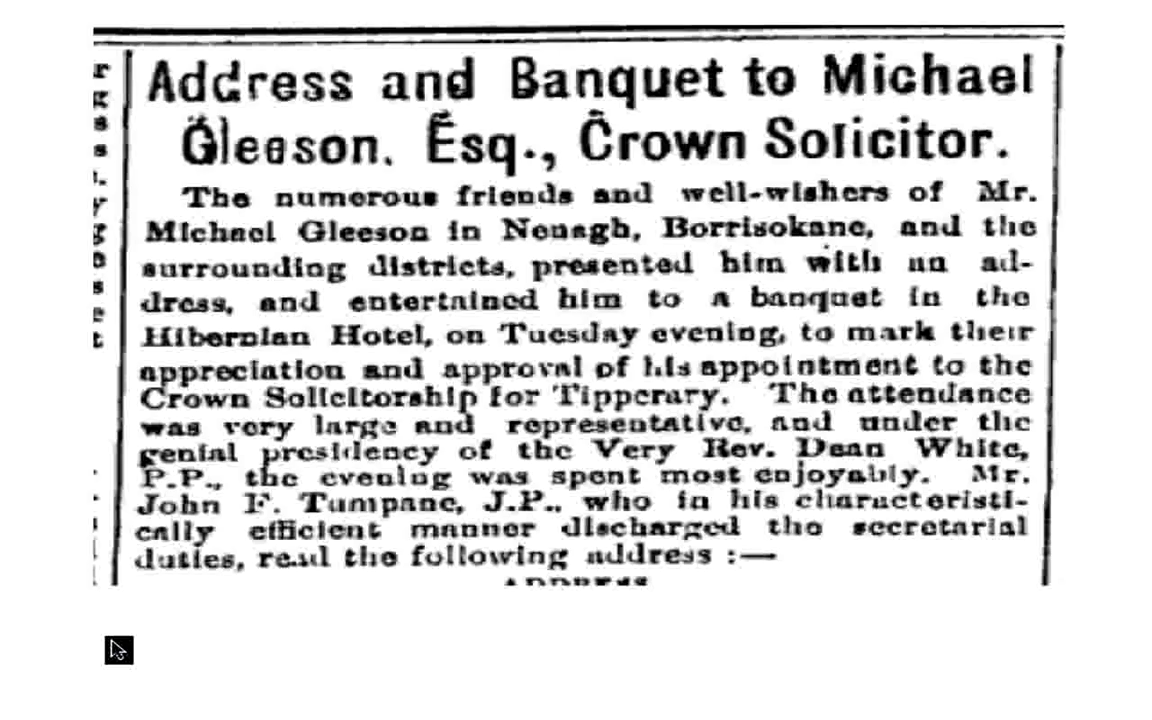 Address and Banquet to Michael
Gleeson, Esq., Crown Solicitor.
The numerous friends and well-wishers of Mr.
Michael Gleeson in Nenagh, Borrisokane, and the
surrounding districts, presented him with an ad-
dress, and entertained him to a banquet in the
Hibernian Hotel, on Tuesday evening, to mark their
appreciation and approval of his appointment to the
Crown Solicitorship for Tipperary. The attendance
was very large and representative, and under the
genial presidency of the Very Rev. Dean White,
P.P., the evening was spent most enjoyably. Mr.
John F. Tumpane, J.P., who in his characteristi-
cally efficient manner discharged the secretarial
duties, read the following address :—
ADDRESS